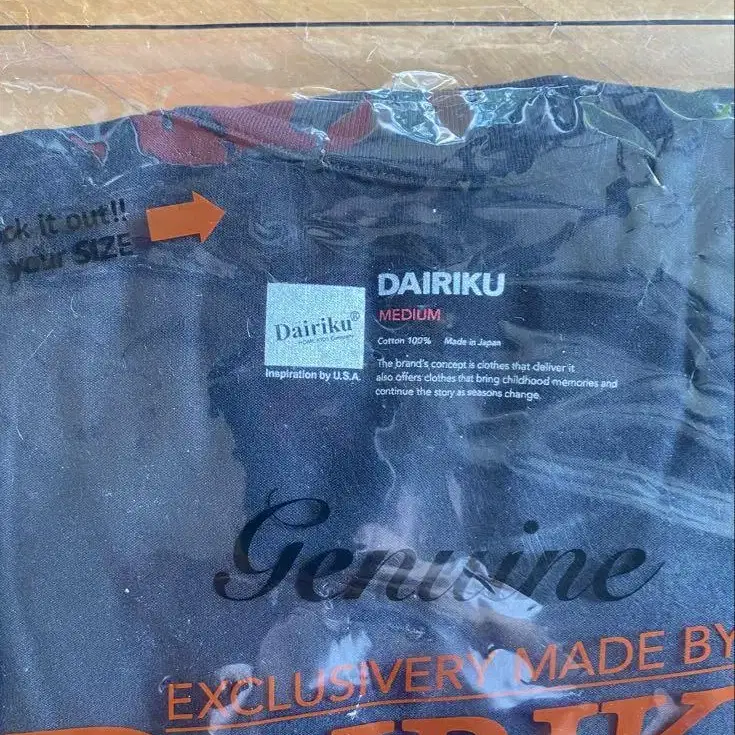 ck it out!!
your SIZE
DAIRIKU
MEDIUM
Dairiku®
Inspiration by U.S.A.
Cotton 100% Made in Japan
The brand's concept is clothes that deliver it
also offers clothes that bring childhood memories and
continue the story as seasons change.
Genuine
EXCLUSIVERY MADE BY